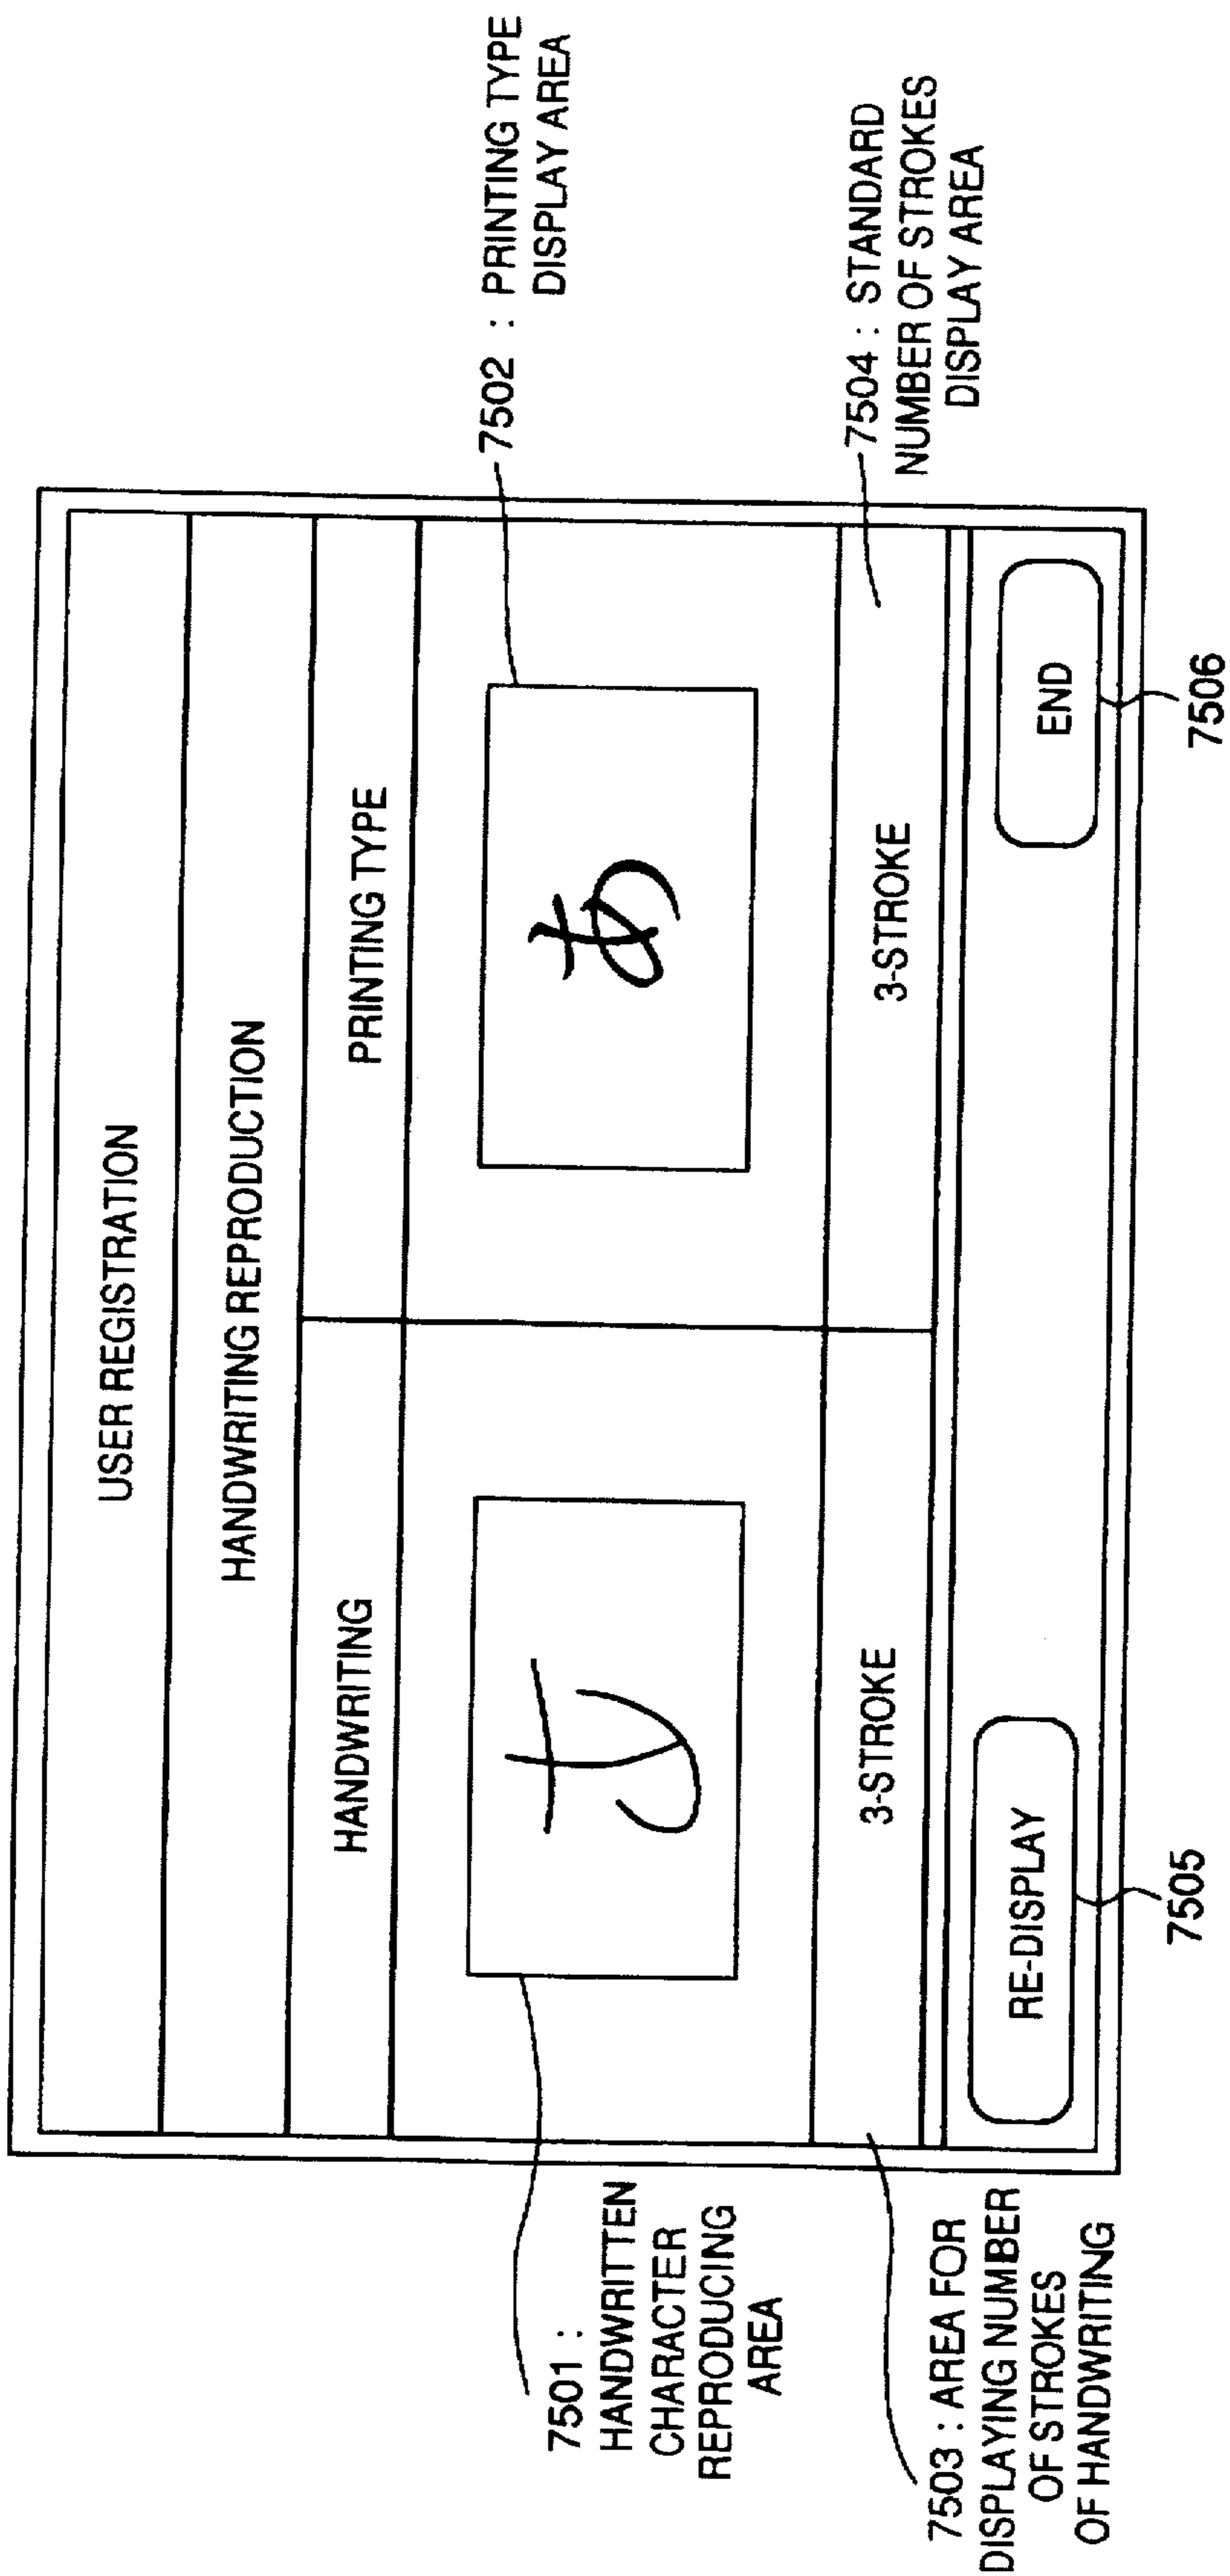 USER REGISTRATION
HANDWRITING REPRODUCTION
HANDWRITING
PRINTING TYPE
7501 :
HANDWRITTEN
CHARACTER
REPRODUCING
AREA
あ
7502 : PRINTING TYPE
DISPLAY AREA
7503 : AREA FOR
DISPLAYING NUMBER
OF STROKES
OF HANDWRITING
3-STROKE
3-STROKE
7504 : STANDARD
NUMBER OF STROKES
DISPLAY AREA
RE-DISPLAY
END
7505
7506